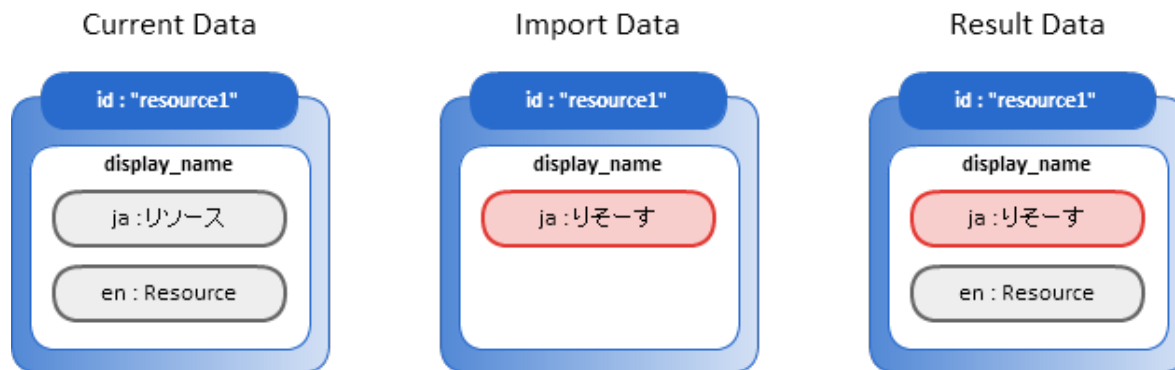 Current Data
Import Data
Result Data
id : "resource1"
id : "resource1"
id : "resource1"
display_name
display_name
display_name
ja :リソース
ja :りそーす
ja :りそーす
en : Resource
en : Resource